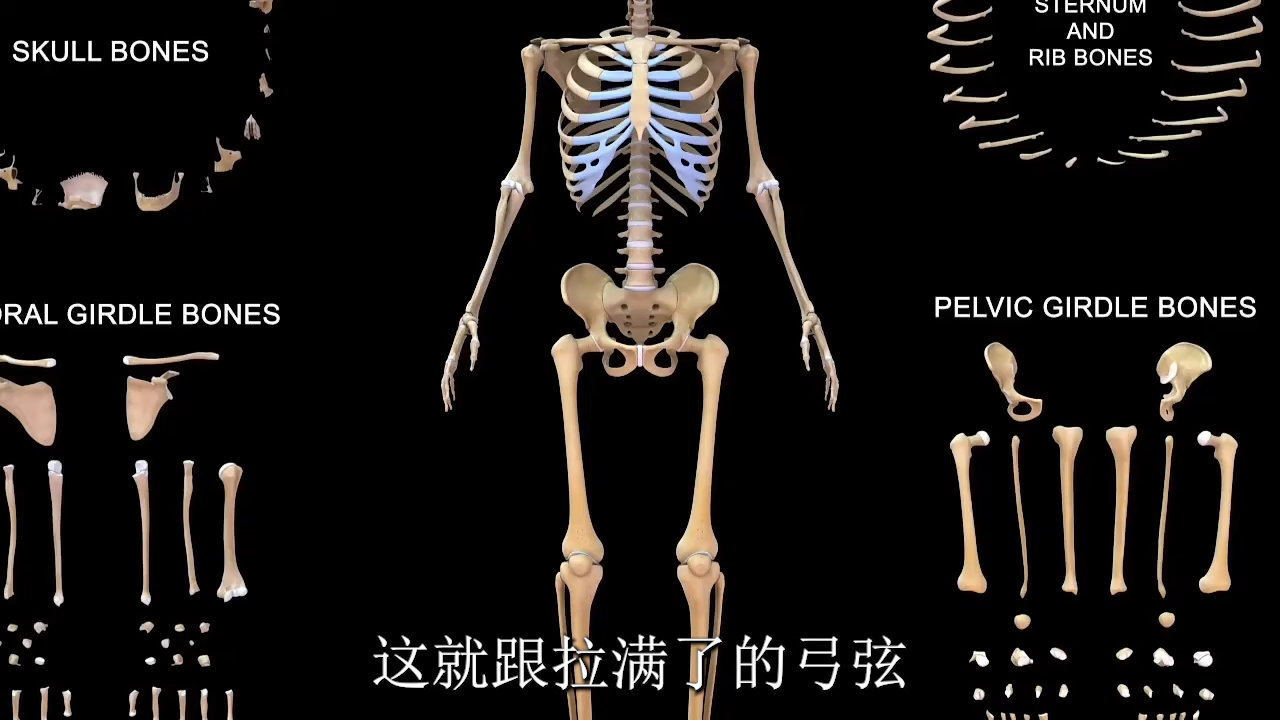 SKULL BONES
STERNUM
AND
RIB BONES
ORAL GIRDLE BONES
PELVIC GIRDLE BONES
这就跟拉满了的弓弦